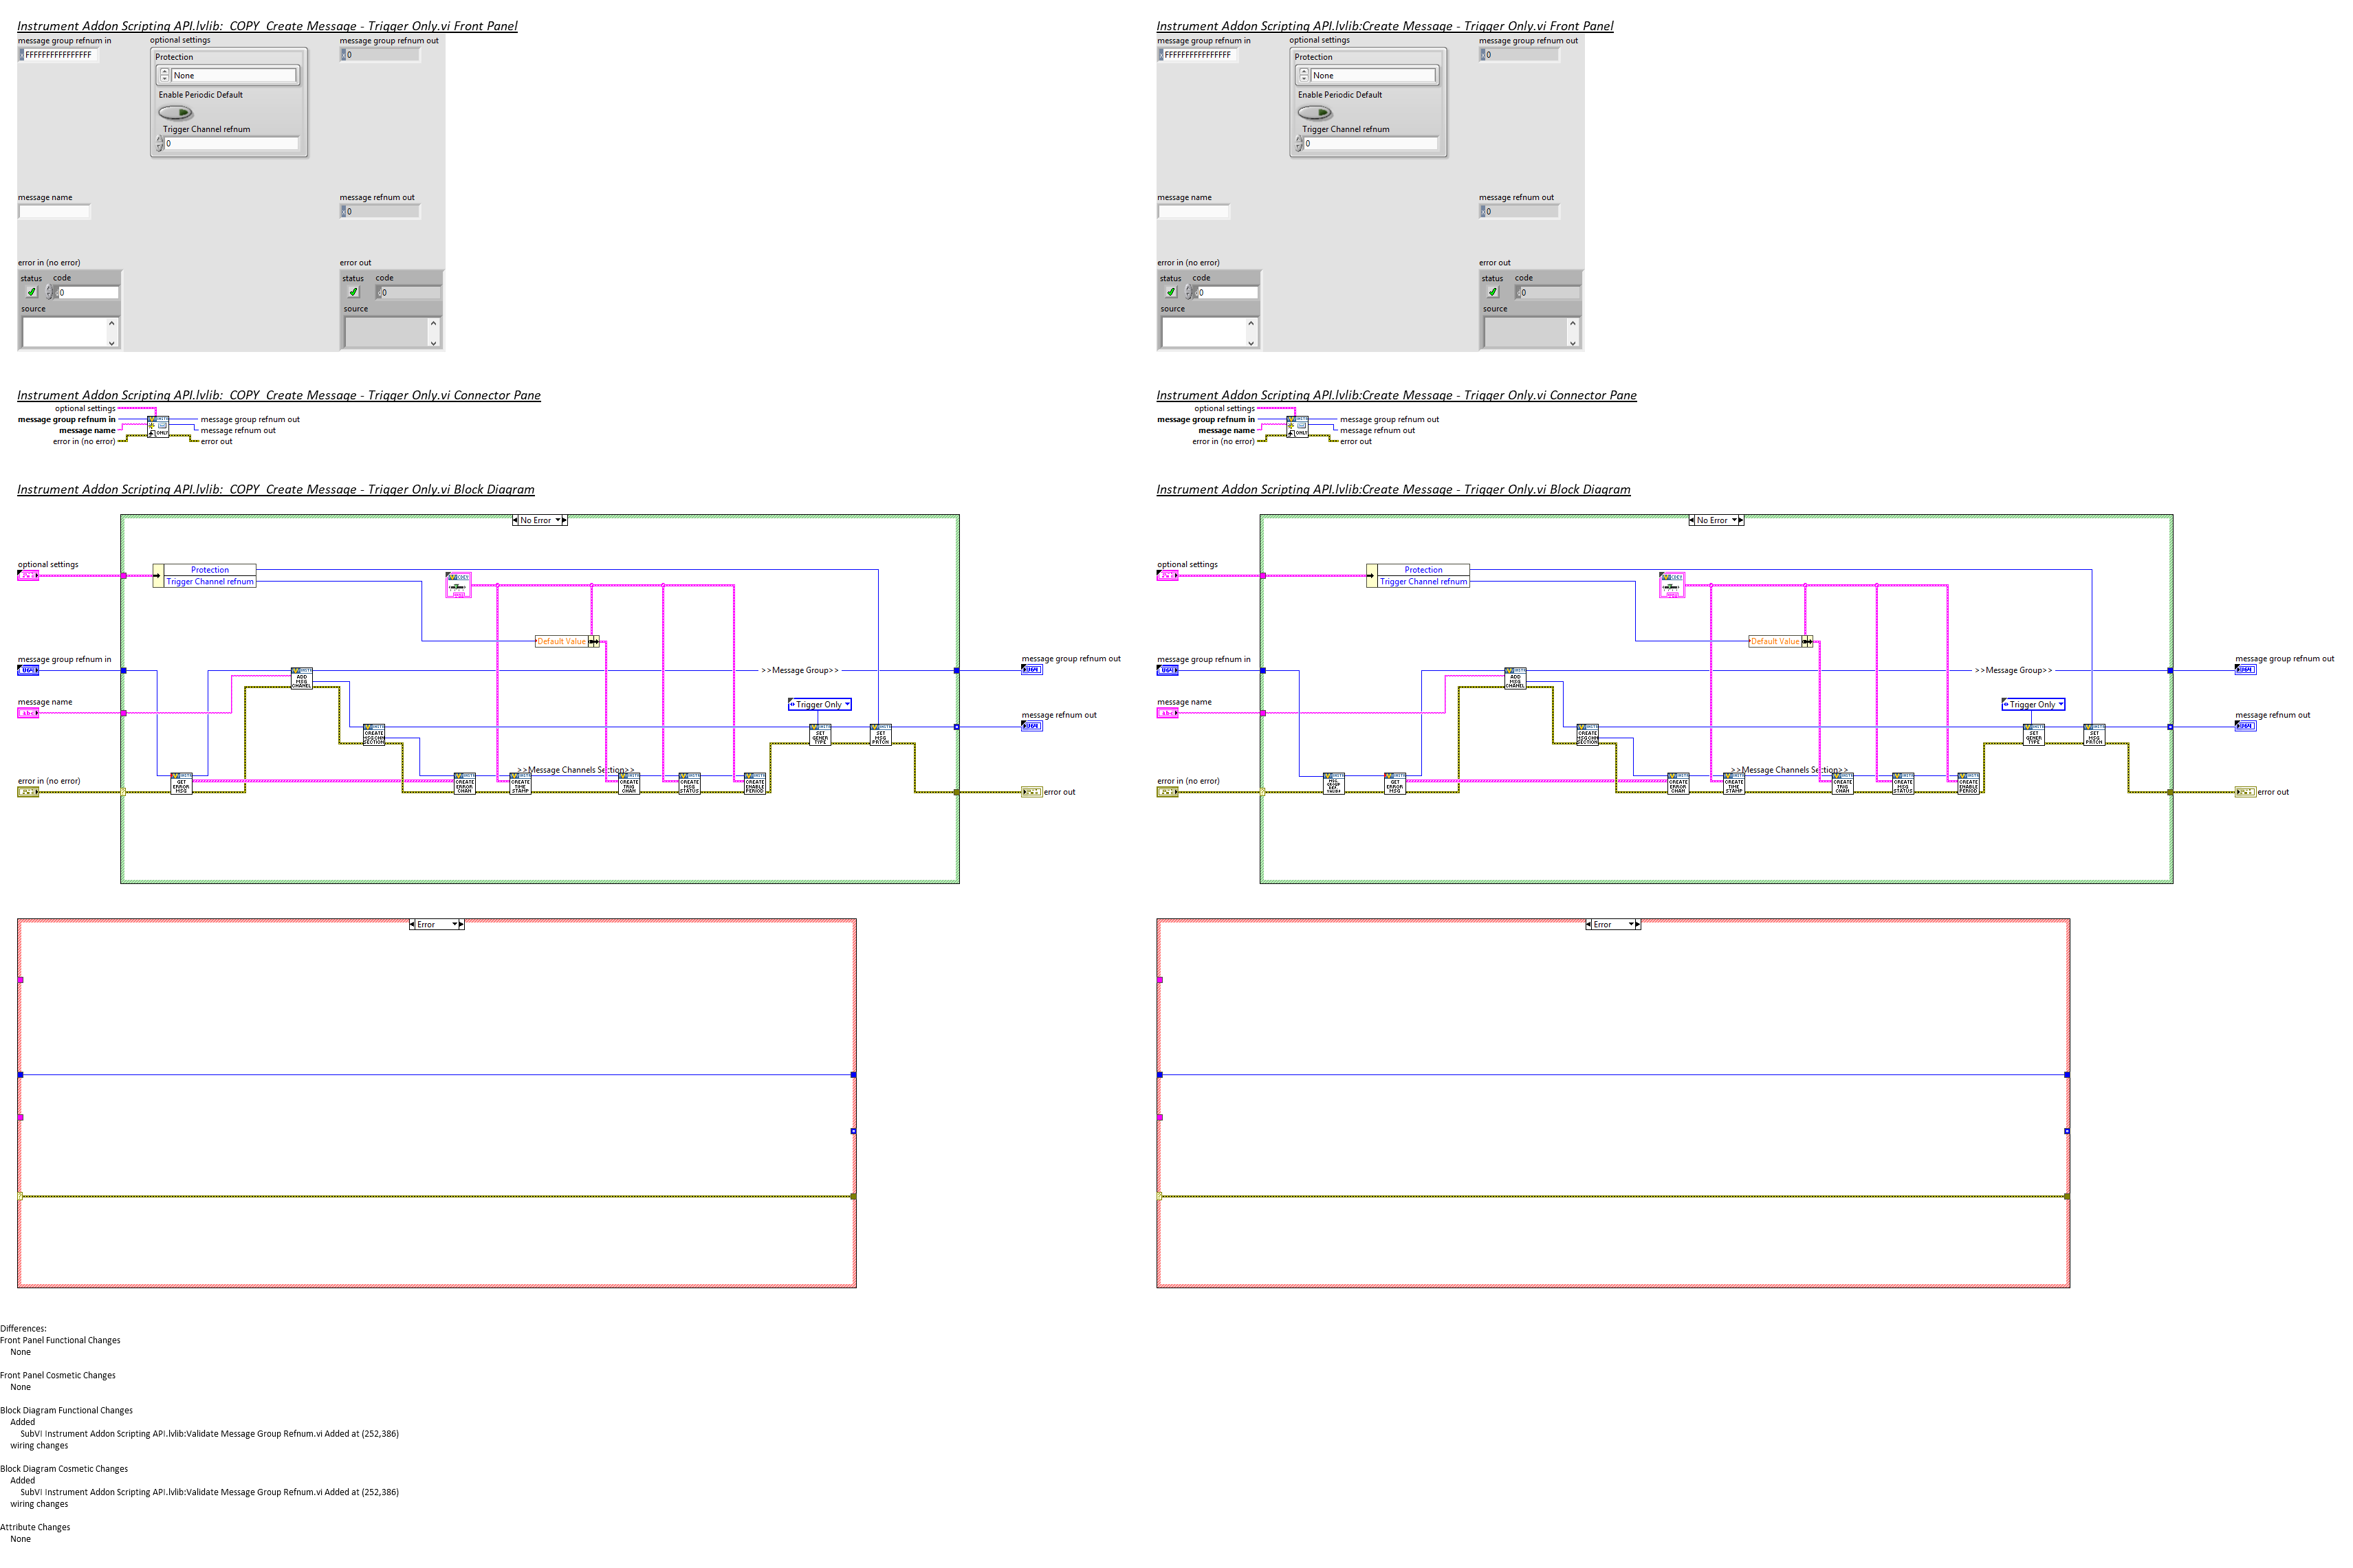 Instrument Addon Scripting API.lvlib:_COPY_Create Message - Trigger Only.vi Front Panel
message group refnum in
FFFFFFFFFFFFFFFF
optional settings
Protection
None
Enable Periodic Default
Trigger Channel refnum
0
message group refnum out
0
message name
message refnum out
0
error in (no error)
status
code
0
source
error out
status
code
0
source
Instrument Addon Scripting API.lvlib:Create Message - Trigger Only.vi Front Panel
message group refnum in
FFFFFFFFFFFFFFFF
optional settings
Protection
None
Enable Periodic Default
Trigger Channel refnum
0
message group refnum out
0
message name
message refnum out
0
error in (no error)
status
code
0
source
error out
status
code
0
source
Instrument Addon Scripting API.lvlib:_COPY_Create Message - Trigger Only.vi Connector Pane
optional settings
message group refnum in
message name
error in (no error)
ONLY
message group refnum out
message refnum out
error out
Instrument Addon Scripting API.lvlib:Create Message - Trigger Only.vi Connector Pane
optional settings
message group refnum in
message name
error in (no error)
ONLY
message group refnum out
message refnum out
error out
Instrument Addon Scripting API.lvlib:_COPY_Create Message - Trigger Only.vi Block Diagram
No Error
optional settings
Protection
Trigger Channel refnum
Default Value
message group refnum in
ADD
MSG
CHANEL
>>Message Group>>
message group refnum out
message name
abc
Trigger Only
message refnum out
CREATE
MSGCHN
SECTION
SET
GENER
TYPE
SET
MSG
PRTCN
>>Message Channels Section>>
error in (no error)
GET
ERROR
MSG
CREATE
ERROR
CHAN
CREATE
TIME
STAMP
CREATE
TRIG
CHAN
CREATE
MSG
STATUS
CREATE
ENABLE
PERIOD
error out
Error
Instrument Addon Scripting API.lvlib:Create Message - Trigger Only.vi Block Diagram
No Error
optional settings
Protection
Trigger Channel refnum
Default Value
message group refnum in
ADD
MSG
CHANEL
>>Message Group>>
message group refnum out
message name
abc
Trigger Only
message refnum out
CREATE
MSGCHN
SECTION
SET
GENER
TYPE
SET
MSG
PRTCN
>>Message Channels Section>>
error in (no error)
GET
ERROR
MSG
CREATE
ERROR
CHAN
CREATE
TIME
STAMP
CREATE
TRIG
CHAN
CREATE
MSG
STATUS
CREATE
ENABLE
PERIOD
error out
Error
Differences:
Front Panel Functional Changes
None
Front Panel Cosmetic Changes
None
Block Diagram Functional Changes
Added
SubVI Instrument Addon Scripting API.lvlib:Validate Message Group Refnum.vi Added at (252,386)
wiring changes
Block Diagram Cosmetic Changes
Added
SubVI Instrument Addon Scripting API.lvlib:Validate Message Group Refnum.vi Added at (252,386)
wiring changes
Attribute Changes
None